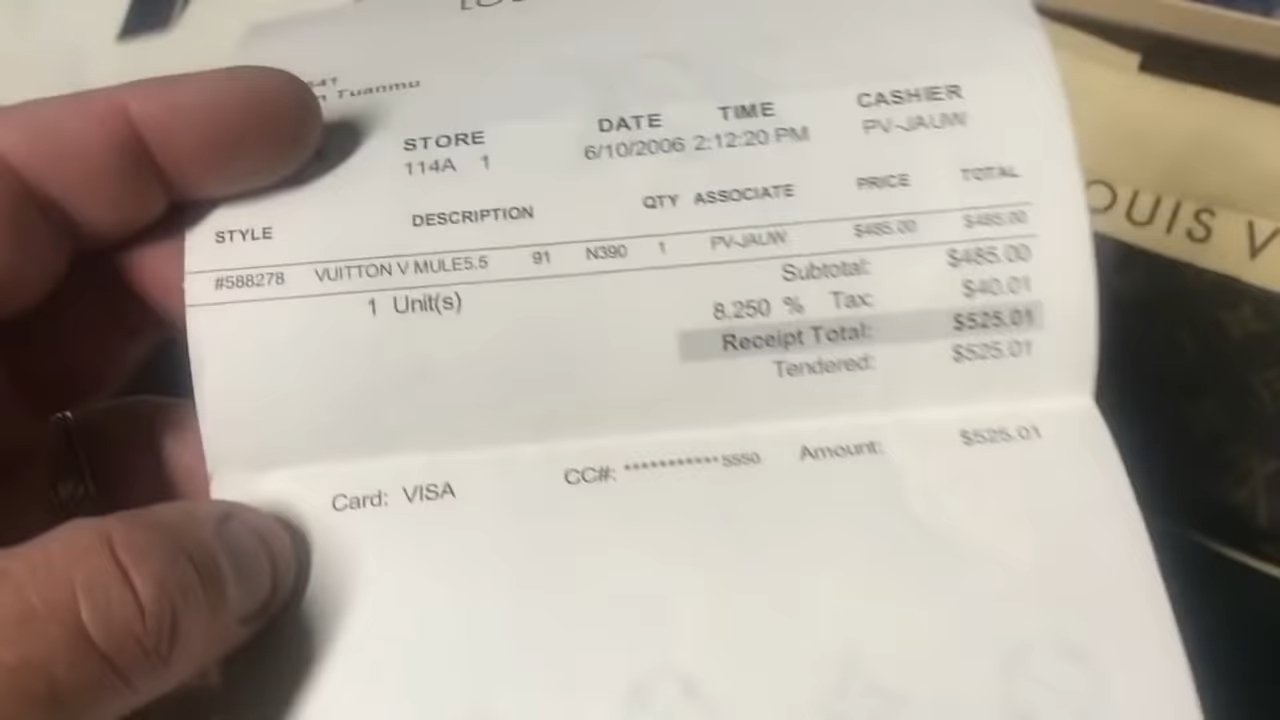 LO
641
n Tuanmu
STORE DATE TIME CASHIER
114A 1 6/10/2006 2:12:20 PM PV-JAUW
STYLE DESCRIPTION QTY ASSOCIATE PRICE TOTAL
#588278 VUITTON V MULE5.5 91 N390 1 PV-JAUW $485.00 $485.00
1 Unit(s) Subtotal: $485.00
8.250 % Tax: $40.01
Receipt Total: $525.01
Tendered: $525.01
Card: VISA CC#: ***********5550 Amount: $525.01
OUIS V